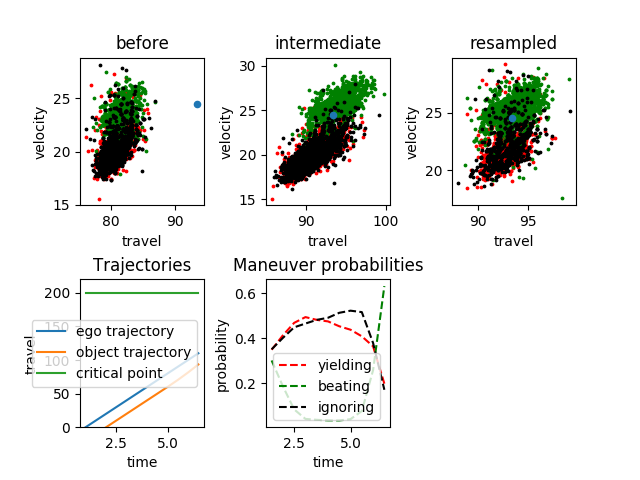 before
intermediate
resampled
25
20
15
velocity
80
90
travel
30
25
20
15
velocity
90
100
travel
25
20
velocity
90
95
travel
Trajectories
Maneuver probabilities
200
150
100
50
0
travel
ego trajectory
object trajectory
critical point
2.5
5.0
time
0.6
0.4
0.2
probability
yielding
beating
ignoring
2.5
5.0
time